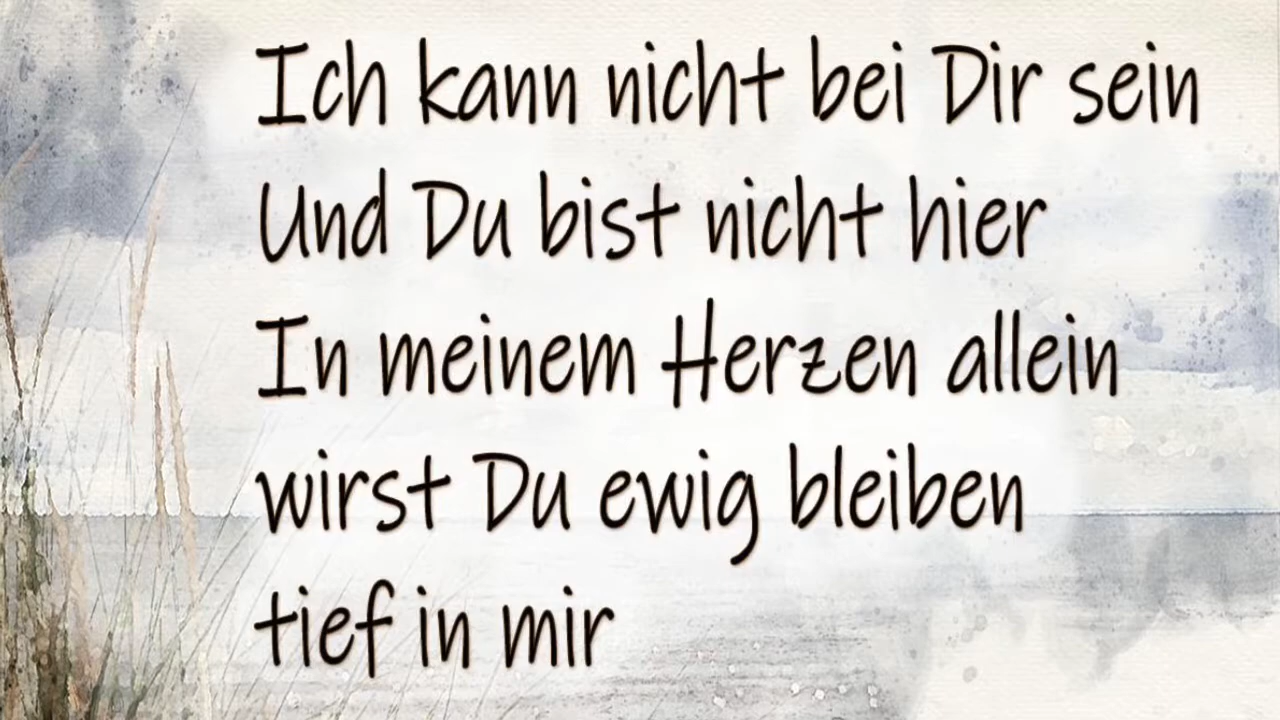 Ich kann nicht bei Dir sein
Und Du bist nicht hier
In meinem Herzen allein
wirst Du ewig bleiben
tief in mir